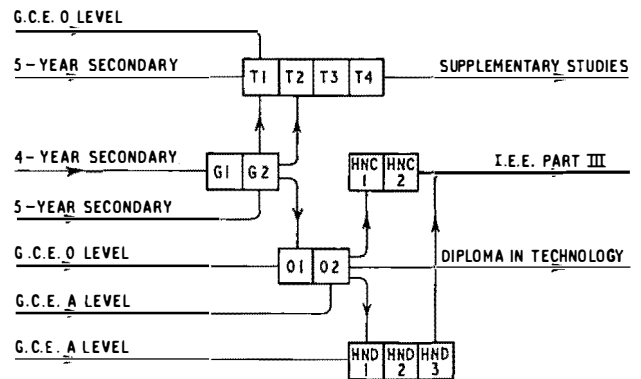 G.C.E. O LEVEL
5-YEAR SECONDARY
T1 T2 T3 T4
SUPPLEMENTARY STUDIES
4-YEAR SECONDARY
G1 G2
HNC 1 HNC 2
I.E.E. PART III
5-YEAR SECONDARY
G.C.E. O LEVEL
O1 O2
DIPLOMA IN TECHNOLOGY
G.C.E. A LEVEL
G.C.E. A LEVEL
HND 1 HND 2 HND 3